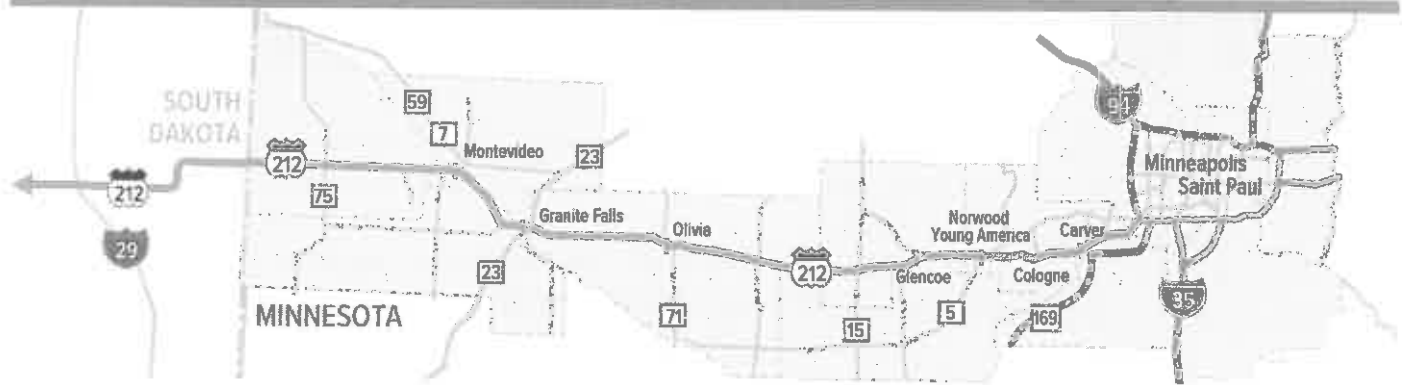 SOUTH
DAKOTA
59
7
Montevideo
23
94
Minneapolis
Saint Paul
212
212
75
29
Granite Falls
Olivia
Norwood
Young America
Carver
23
212
Glencoe
Cologne
35
MINNESOTA
71
15
5
169